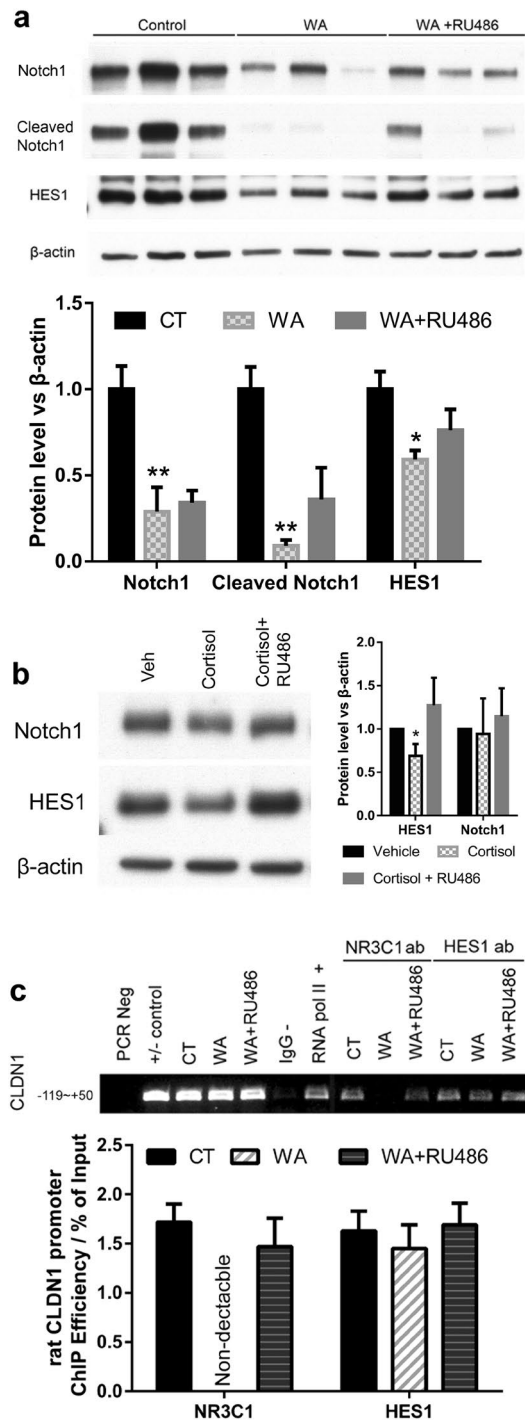 a
Control WA WA +RU486
Notch1
Cleaved
Notch1
HES1
β-actin
CT WA WA+RU486
Protein level vs β-actin
1.5
1.0
0.5
0.0
** ** *
Notch1 Cleaved Notch1 HES1
b
Veh Cortisol Cortisol+
RU486
Notch1
HES1
β-actin
Protein level vs β-actin
2.0
1.5
1.0
0.5
0.0
*
HES1 Notch1
Vehicle Cortisol
Cortisol + RU486
c
NR3C1 ab HES1 ab
PCR Neg +/- control CT WA WA+RU486 IgG - RNA pol II + CT WA WA+RU486 CT WA WA+RU486
CLDN1
-119~+50
CT WA WA+RU486
rat CLDN1 promoter
ChIP Efficiency / % of Input
2.5
2.0
1.5
1.0
0.5
0.0
Non-dectacble
NR3C1 HES1